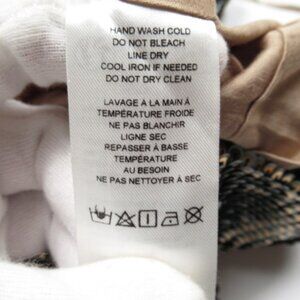 HAND WASH COLD
DO NOT BLEACH
LINE DRY
COOL IRON IF NEEDED
DO NOT DRY CLEAN
LAVAGE À LA MAIN À
TEMPÉRATURE FROIDE
NE PAS BLANCHIR
LIGNE SEC
REPASSER À BASSE
TEMPÉRATURE
AU BESOIN
NE PAS NETTOYER À SEC